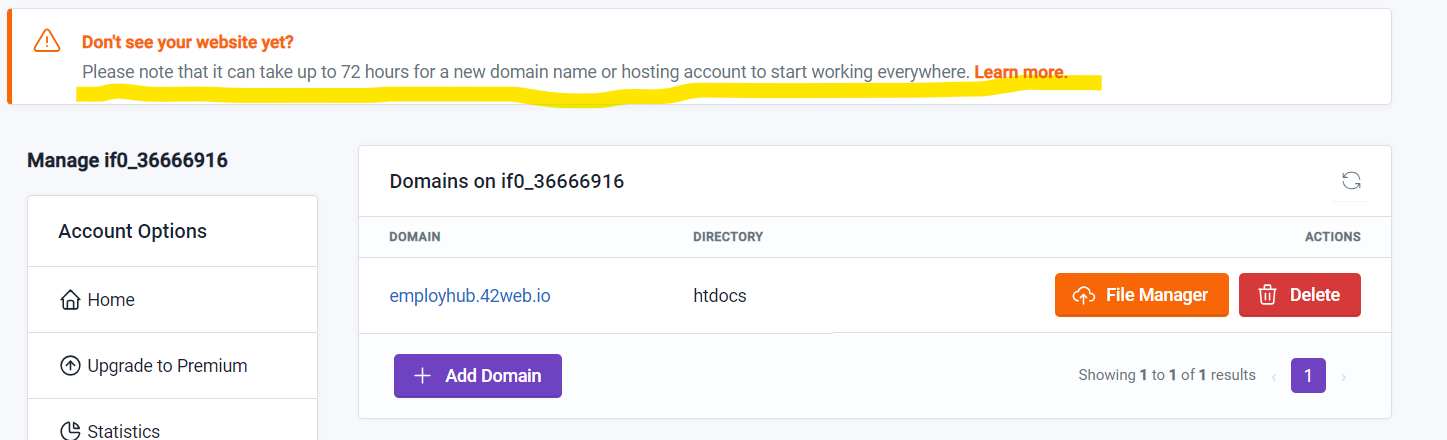 Don't see your website yet?
Please note that it can take up to 72 hours for a new domain name or hosting account to start working everywhere. Learn more.
Manage if0_36666916
Account Options
Home
Upgrade to Premium
Statistics
Domains on if0_36666916
DOMAIN DIRECTORY ACTIONS
employhub.42web.io htdocs File Manager Delete
Add Domain Showing 1 to 1 of 1 results ‹ 1 ›